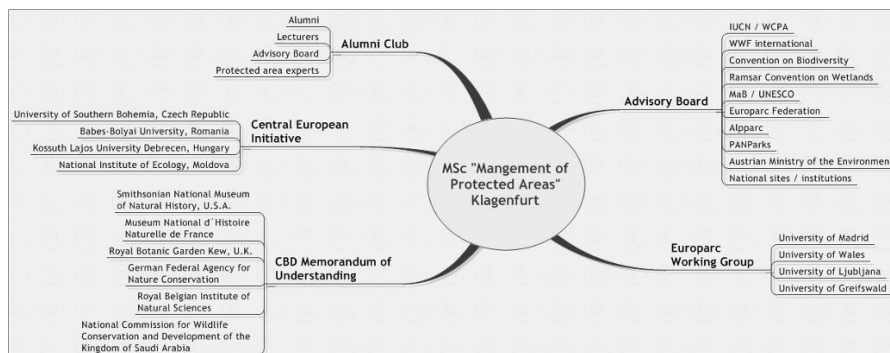 Alumni
Lecturers
Advisory Board
Protected area experts
Alumni Club
University of Southern Bohemia, Czech Republic
Babes-Bolyai University, Romania
Kossuth Lajos University Debrecen, Hungary
National Institute of Ecology, Moldova
Central European
Initiative
Smithsonian National Museum
of Natural History, U.S.A.
Museum National d´Histoire
Naturelle de France
Royal Botanic Garden Kew, U.K.
German Federal Agency for
Nature Conservation
Royal Belgian Institute of
Natural Sciences
National Commission for Wildlife
Conservation and Development of the
Kingdom of Saudi Arabia
CBD Memorandum of
Understanding
MSc "Mangement of
Protected Areas"
Klagenfurt
Advisory Board
IUCN / WCPA
WWF international
Convention on Biodiversity
Ramsar Convention on Wetlands
MaB / UNESCO
Europarc Federation
Alpparc
PANParks
Austrian Ministry of the Environment
National sites / institutions
Europarc
Working Group
University of Madrid
University of Wales
University of Ljubljana
University of Greifswald